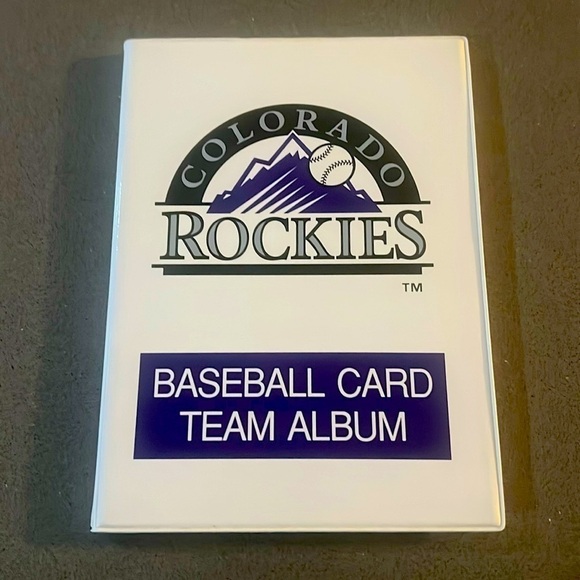 COLORADO
ROCKIES
TM
BASEBALL CARD
TEAM ALBUM